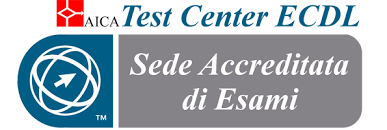 AICA Test Center ECDL
Sede Accreditata
di Esami
TM